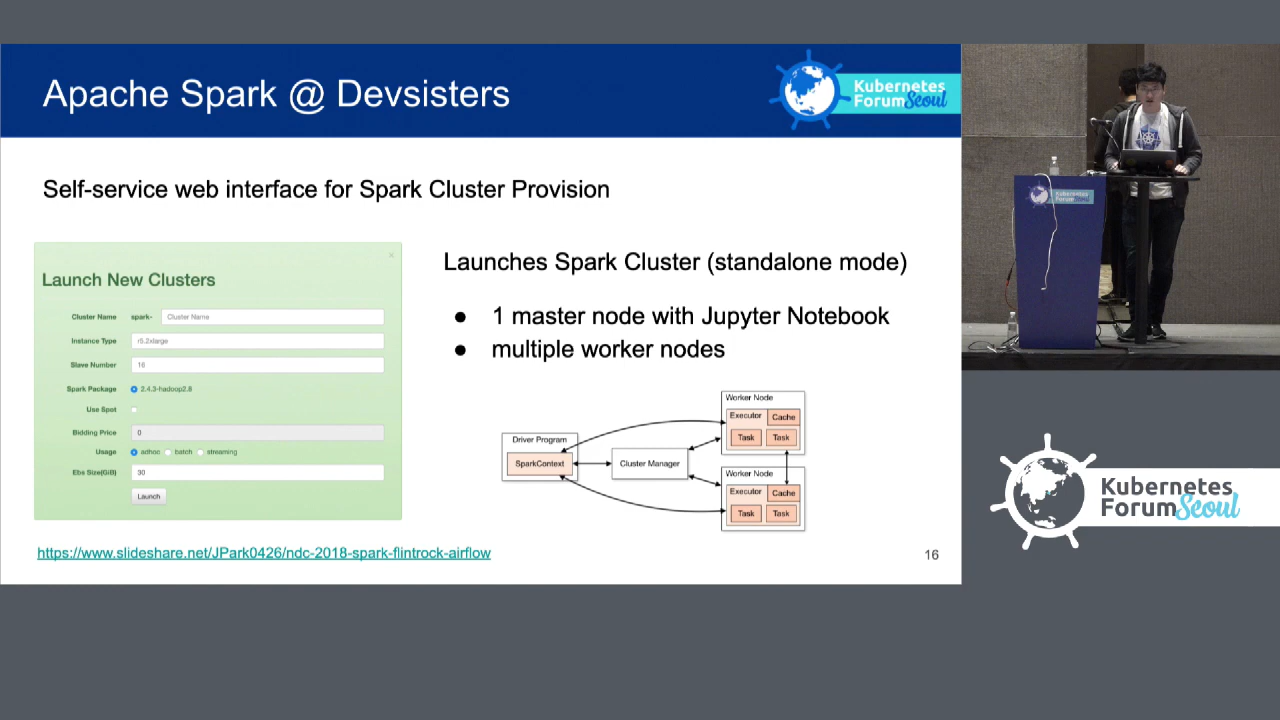 Apache Spark @ Devsisters
Kubernetes
Forum Seoul
Self-service web interface for Spark Cluster Provision
Launch New Clusters
Cluster Name spark- Cluster Name
Instance Type r5.2xlarge
Slave Number 16
Spark Package 2.4.3-hadoop2.8
Use Spot
Bidding Price 0
Usage adhoc batch streaming
Ebs Size(GiB) 30
Launch
Launches Spark Cluster (standalone mode)
● 1 master node with Jupyter Notebook
● multiple worker nodes
Driver Program
SparkContext
Cluster Manager
Worker Node
Executor Cache
Task Task
Worker Node
Executor Cache
Task Task
https://www.slideshare.net/JPark0426/ndc-2018-spark-flintrock-airflow
16
Kubernetes
Forum Seoul
Kubernetes
Forum Seoul